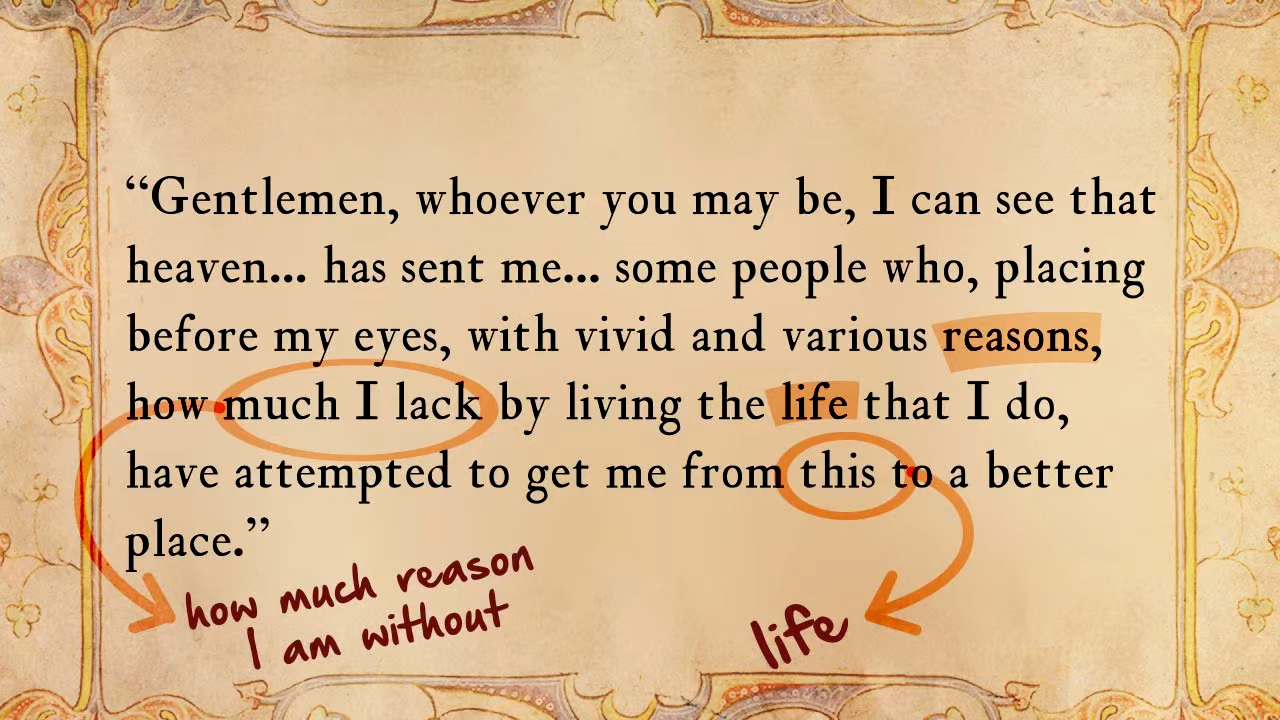 “Gentlemen, whoever you may be, I can see that
heaven... has sent me... some people who, placing
before my eyes, with vivid and various reasons,
how much I lack by living the life that I do,
have attempted to get me from this to a better
place.”
how much reason
I am without
life